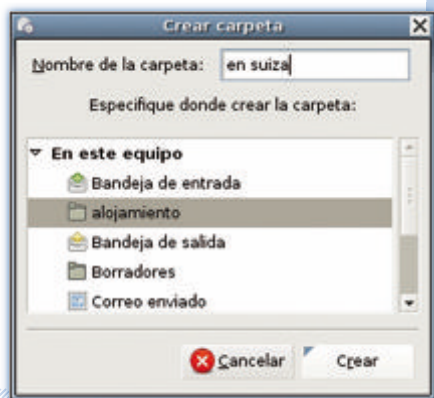 Crear carpeta
Nombre de la carpeta: en suiza
Especifique donde crear la carpeta:
En este equipo
Bandeja de entrada
alojamiento
Bandeja de salida
Borradores
Correo enviado
Cancelar Crear